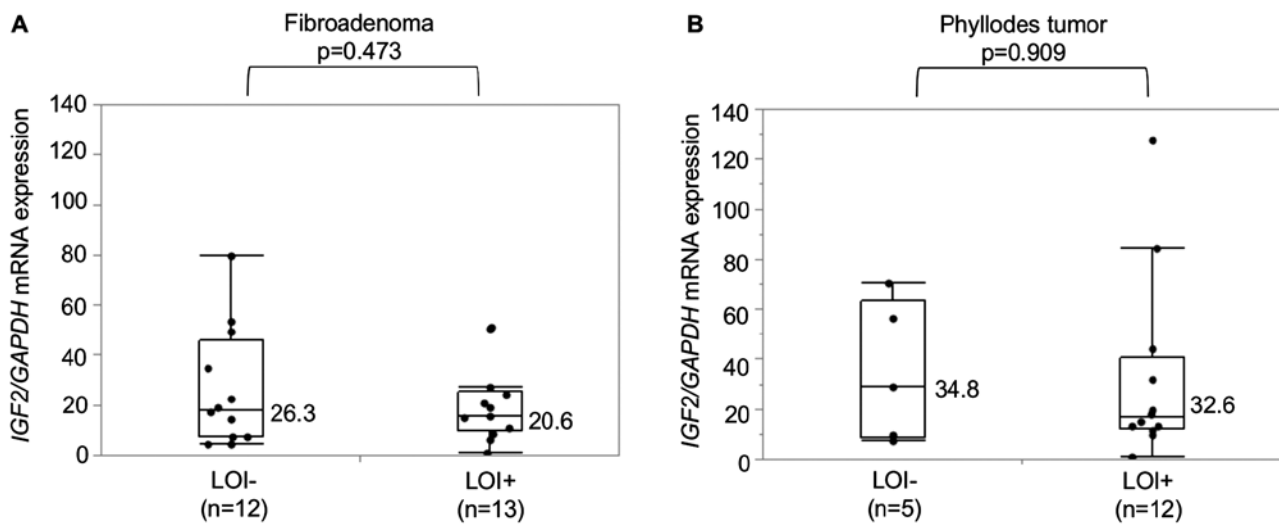 A
Fibroadenoma
p=0.473
IGF2/GAPDH mRNA expression
140
120
100
80
60
40
20
0
26.3
20.6
LOI-
(n=12)
LOI+
(n=13)
B
Phyllodes tumor
p=0.909
IGF2/GAPDH mRNA expression
140
120
100
80
60
40
20
0
34.8
32.6
LOI-
(n=5)
LOI+
(n=12)